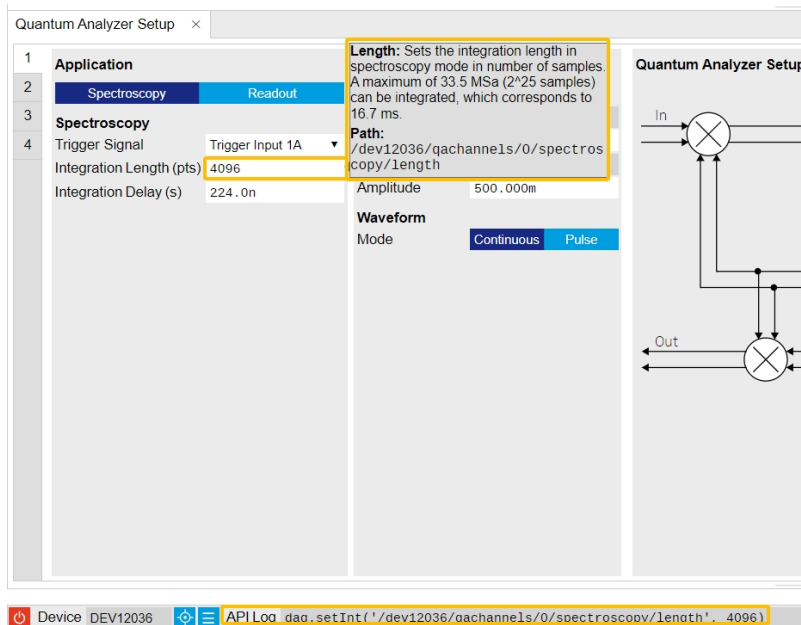 Quantum Analyzer Setup ×
1
2
3
4
Application
Spectroscopy Readout
Spectroscopy
Trigger Signal Trigger Input 1A
Integration Length (pts) 4096
Integration Delay (s) 224.0n
Length: Sets the integration length in
spectroscopy mode in number of samples.
A maximum of 33.5 MSa (2^25 samples)
can be integrated, which corresponds to
16.7 ms.
Path:
/dev12036/qachannels/0/spectros
copy/length
Amplitude 500.000m
Waveform
Mode Continuous Pulse
Quantum Analyzer Setup
In
Out
Device DEV12036 API Log daq.setInt('/dev12036/qachannels/0/spectroscopy/length', 4096)